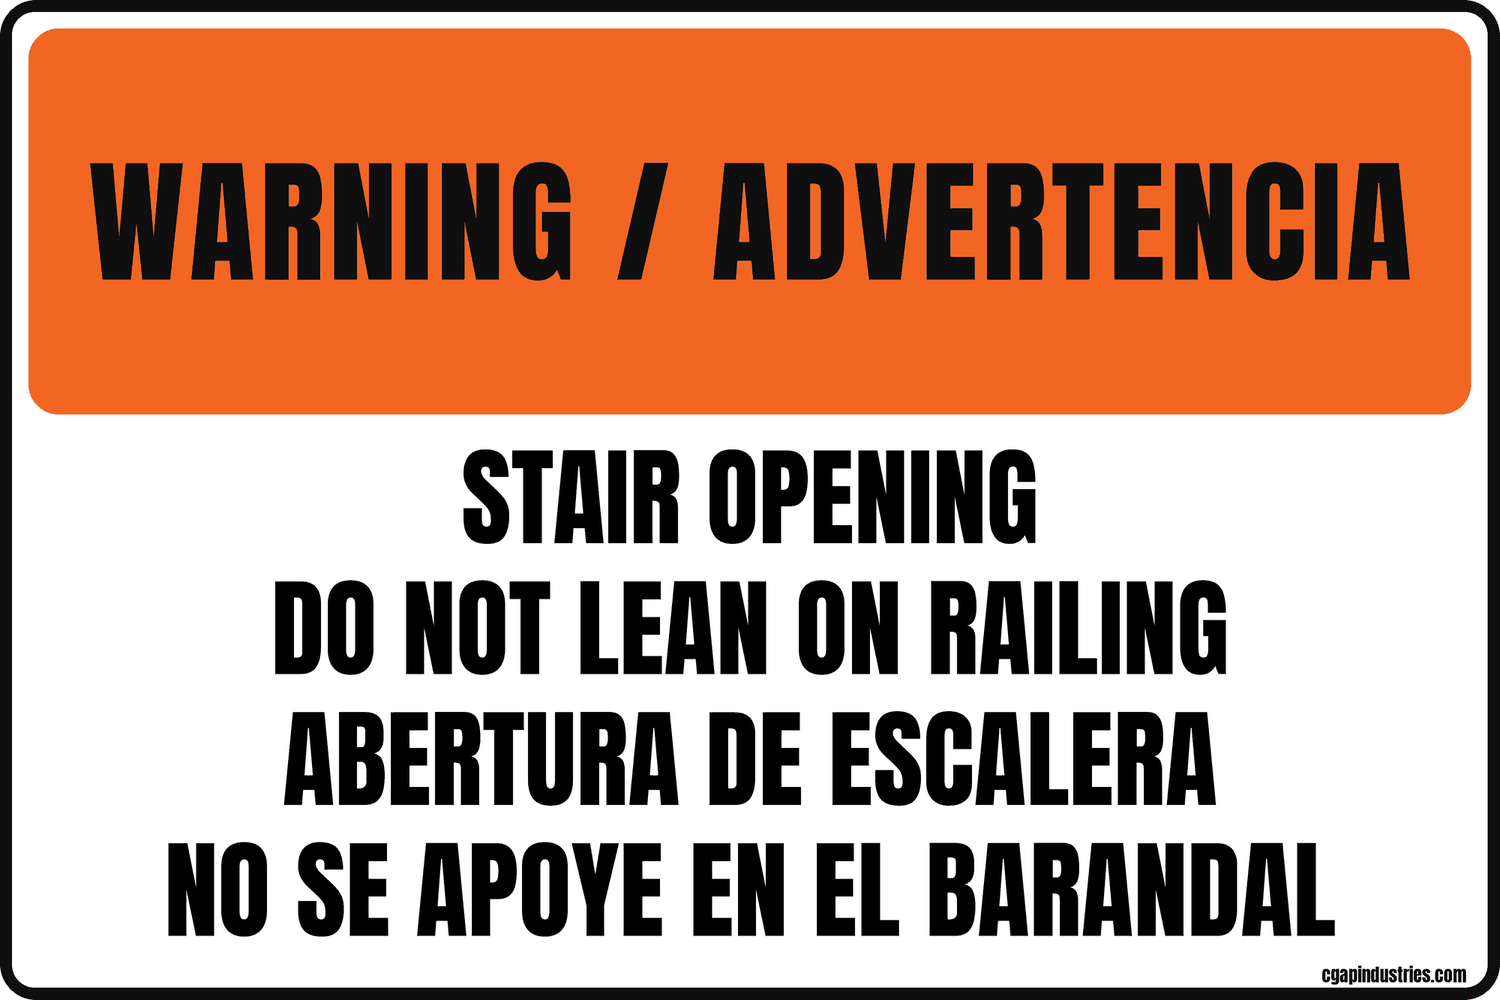 WARNING / ADVERTENCIA
STAIR OPENING
DO NOT LEAN ON RAILING
ABERTURA DE ESCALERA
NO SE APOYE EN EL BARANDAL
cgapindustries.com